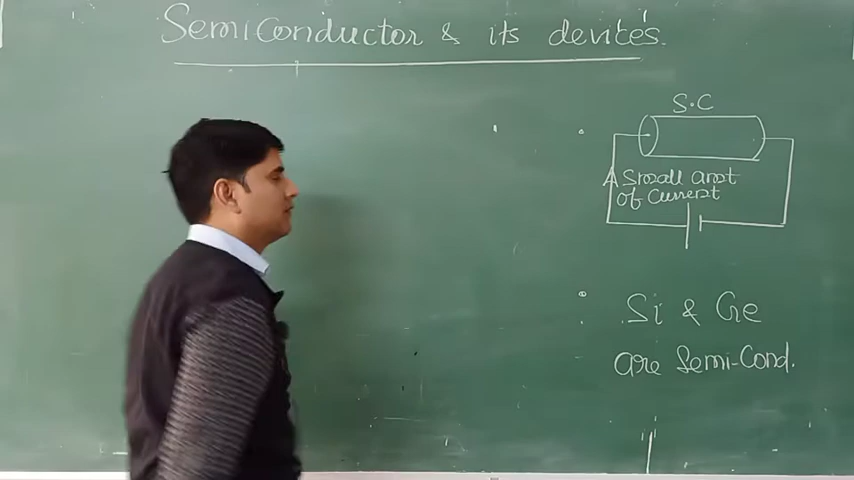 Semiconductor & its devices.
S.C
A Small amt
of Current
Si & Ge
are Semi-Cond.